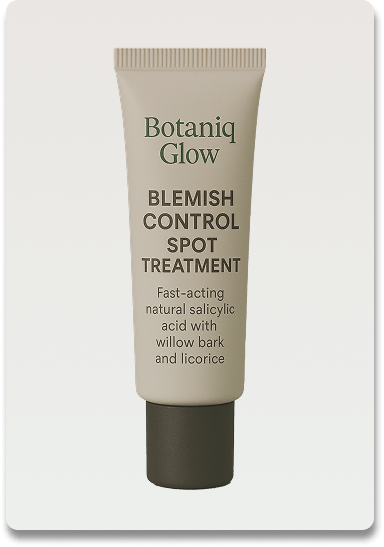 Botaniq
Glow
BLEMISH
CONTROL
SPOT
TREATMENT
Fast-acting
natural salicylic
acid with
willow bark
and licorice